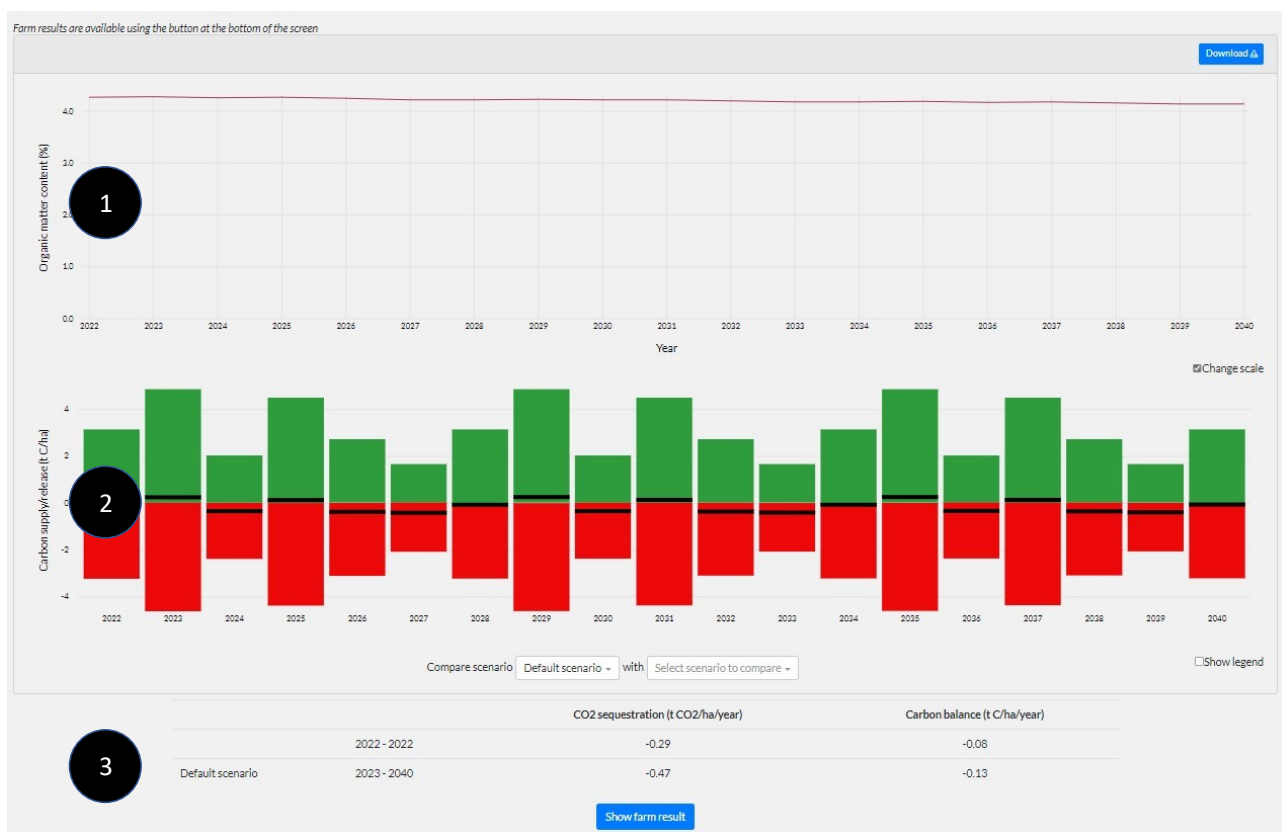 Farm results are available using the button at the bottom of the screen
Download
4.0
3.0
2.0
1.0
0.0
Organic matter content (%)
1
2022 2023 2024 2025 2026 2027 2028 2029 2030 2031 2032 2033 2034 2035 2036 2037 2038 2039 2040
Year
Change scale
4
2
0
-2
-4
Carbon supply/release (t C/ha)
2
2022 2023 2024 2025 2026 2027 2028 2029 2030 2031 2032 2033 2034 2035 2036 2037 2038 2039 2040
Compare scenario Default scenario with Select scenario to compare
Show legend
CO2 sequestration (t CO2/ha/year) Carbon balance (t C/ha/year)
2022 - 2022 -0.29 -0.08
3
Default scenario 2023 - 2040 -0.47 -0.13
Show farm result